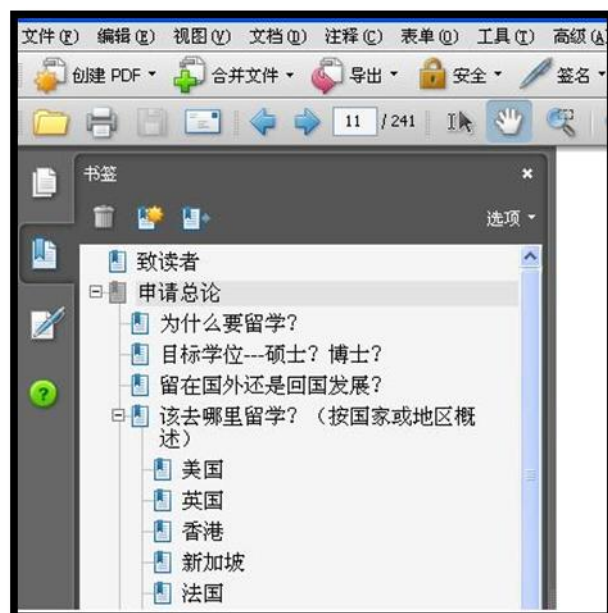 文件(F) 编辑(E) 视图(V) 文档(D) 注释(C) 表单(O) 工具(T) 高级(A
创建 PDF 合并文件 导出 安全 签名
11 / 241
书签
选项
致读者
申请总论
为什么要留学?
目标学位---硕士? 博士?
留在国外还是回国发展?
该去哪里留学? （按国家或地区概
述）
美国
英国
香港
新加坡
法国